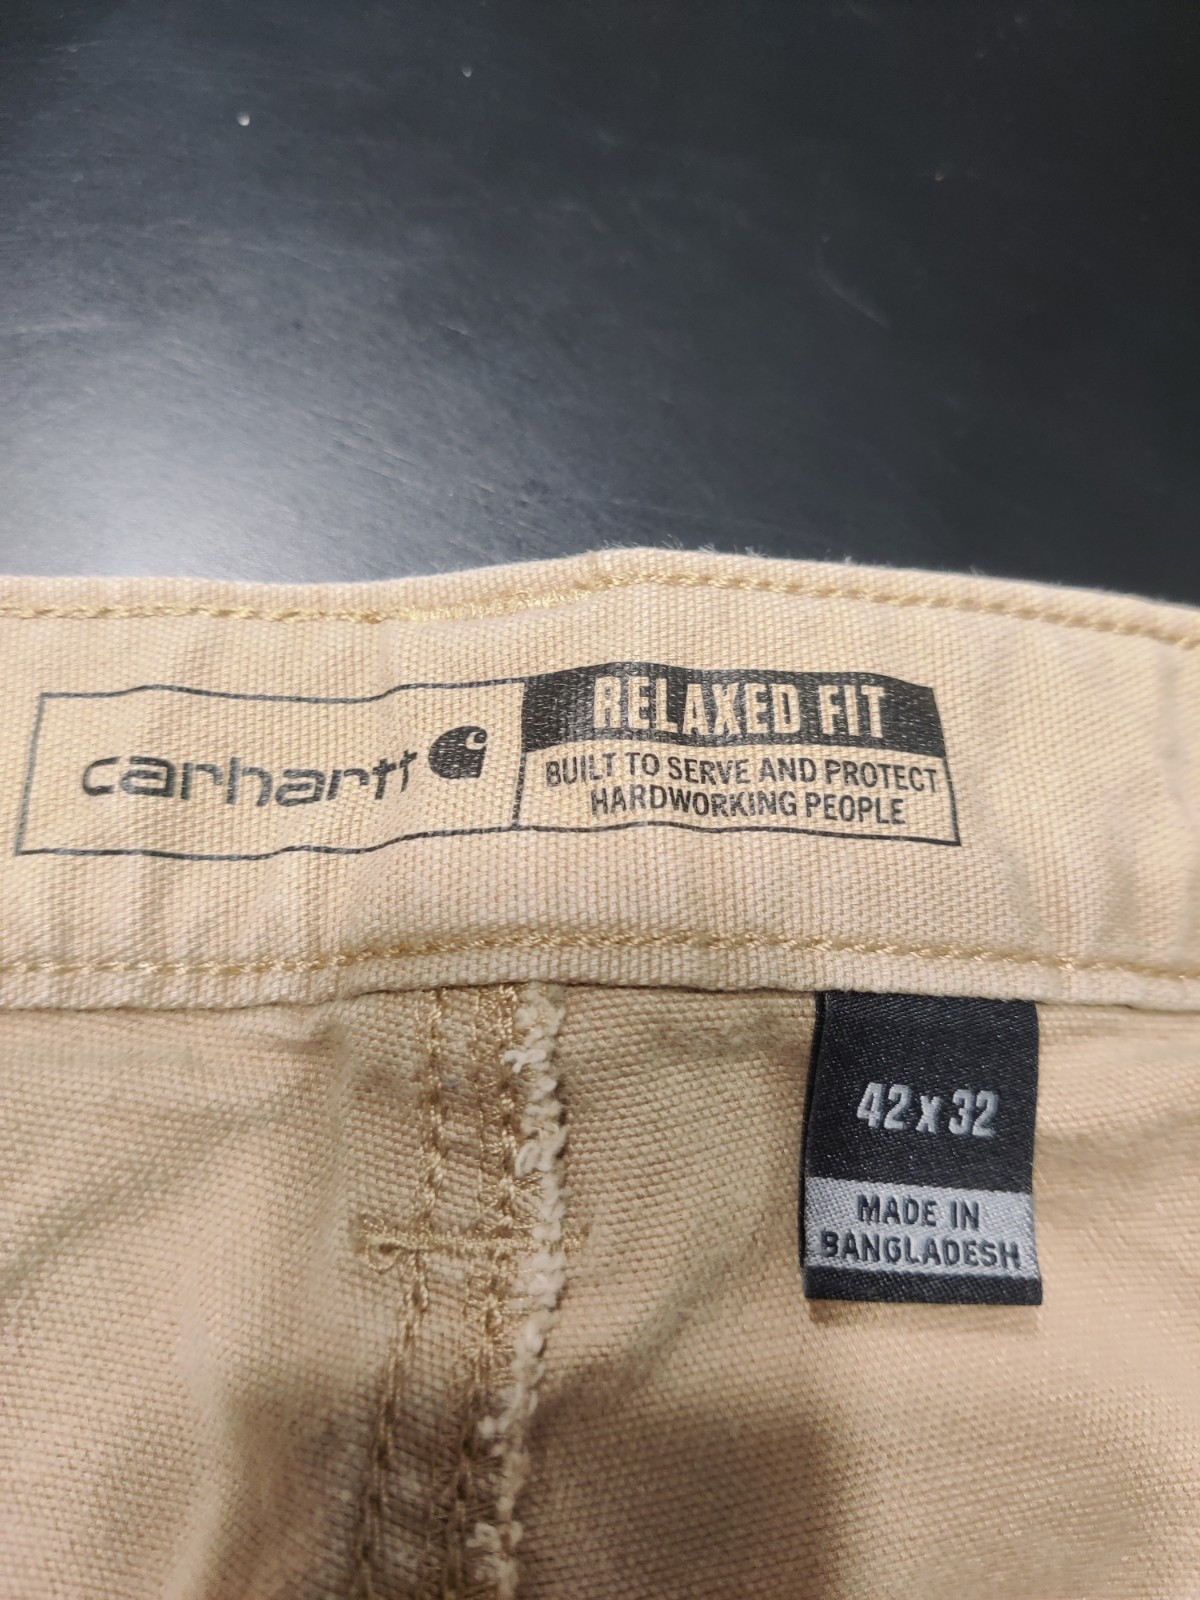 carhartt
RELAXED FIT
BUILT TO SERVE AND PROTECT
HARDWORKING PEOPLE
42 x 32
MADE IN
BANGLADESH